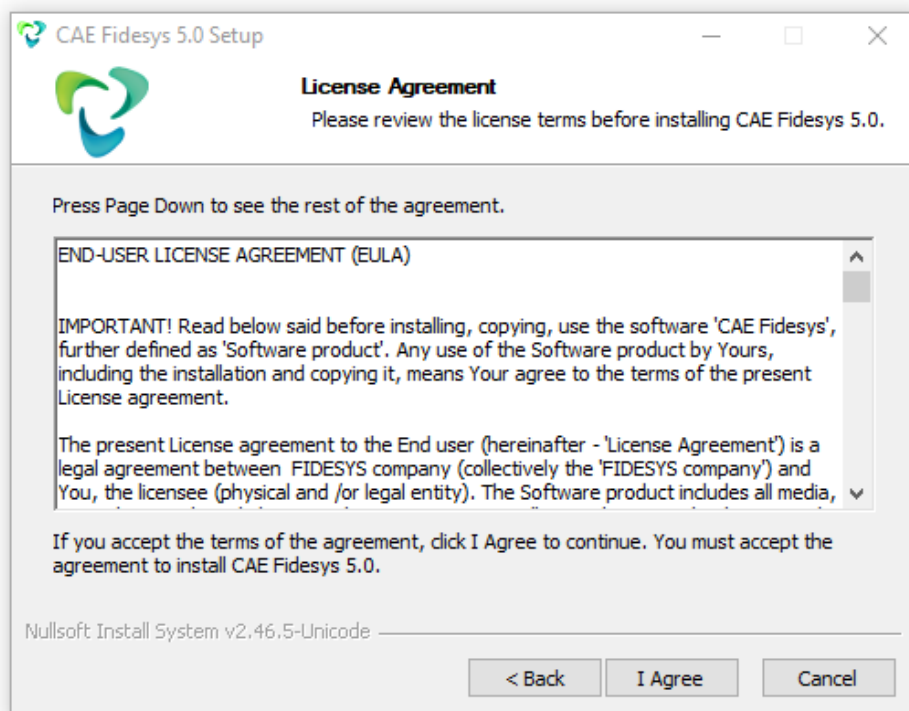 CAE Fidesys 5.0 Setup
License Agreement
Please review the license terms before installing CAE Fidesys 5.0.
Press Page Down to see the rest of the agreement.
END-USER LICENSE AGREEMENT (EULA)
IMPORTANT! Read below said before installing, copying, use the software 'CAE Fidesys',
further defined as 'Software product'. Any use of the Software product by Yours,
including the installation and copying it, means Your agree to the terms of the present
License agreement.
The present License agreement to the End user (hereinafter - 'License Agreement') is a
legal agreement between FIDESYS company (collectively the 'FIDESYS company') and
You, the licensee (physical and /or legal entity). The Software product includes all media,
If you accept the terms of the agreement, click I Agree to continue. You must accept the
agreement to install CAE Fidesys 5.0.
Nullsoft Install System v2.46.5-Unicode
< Back
I Agree
Cancel